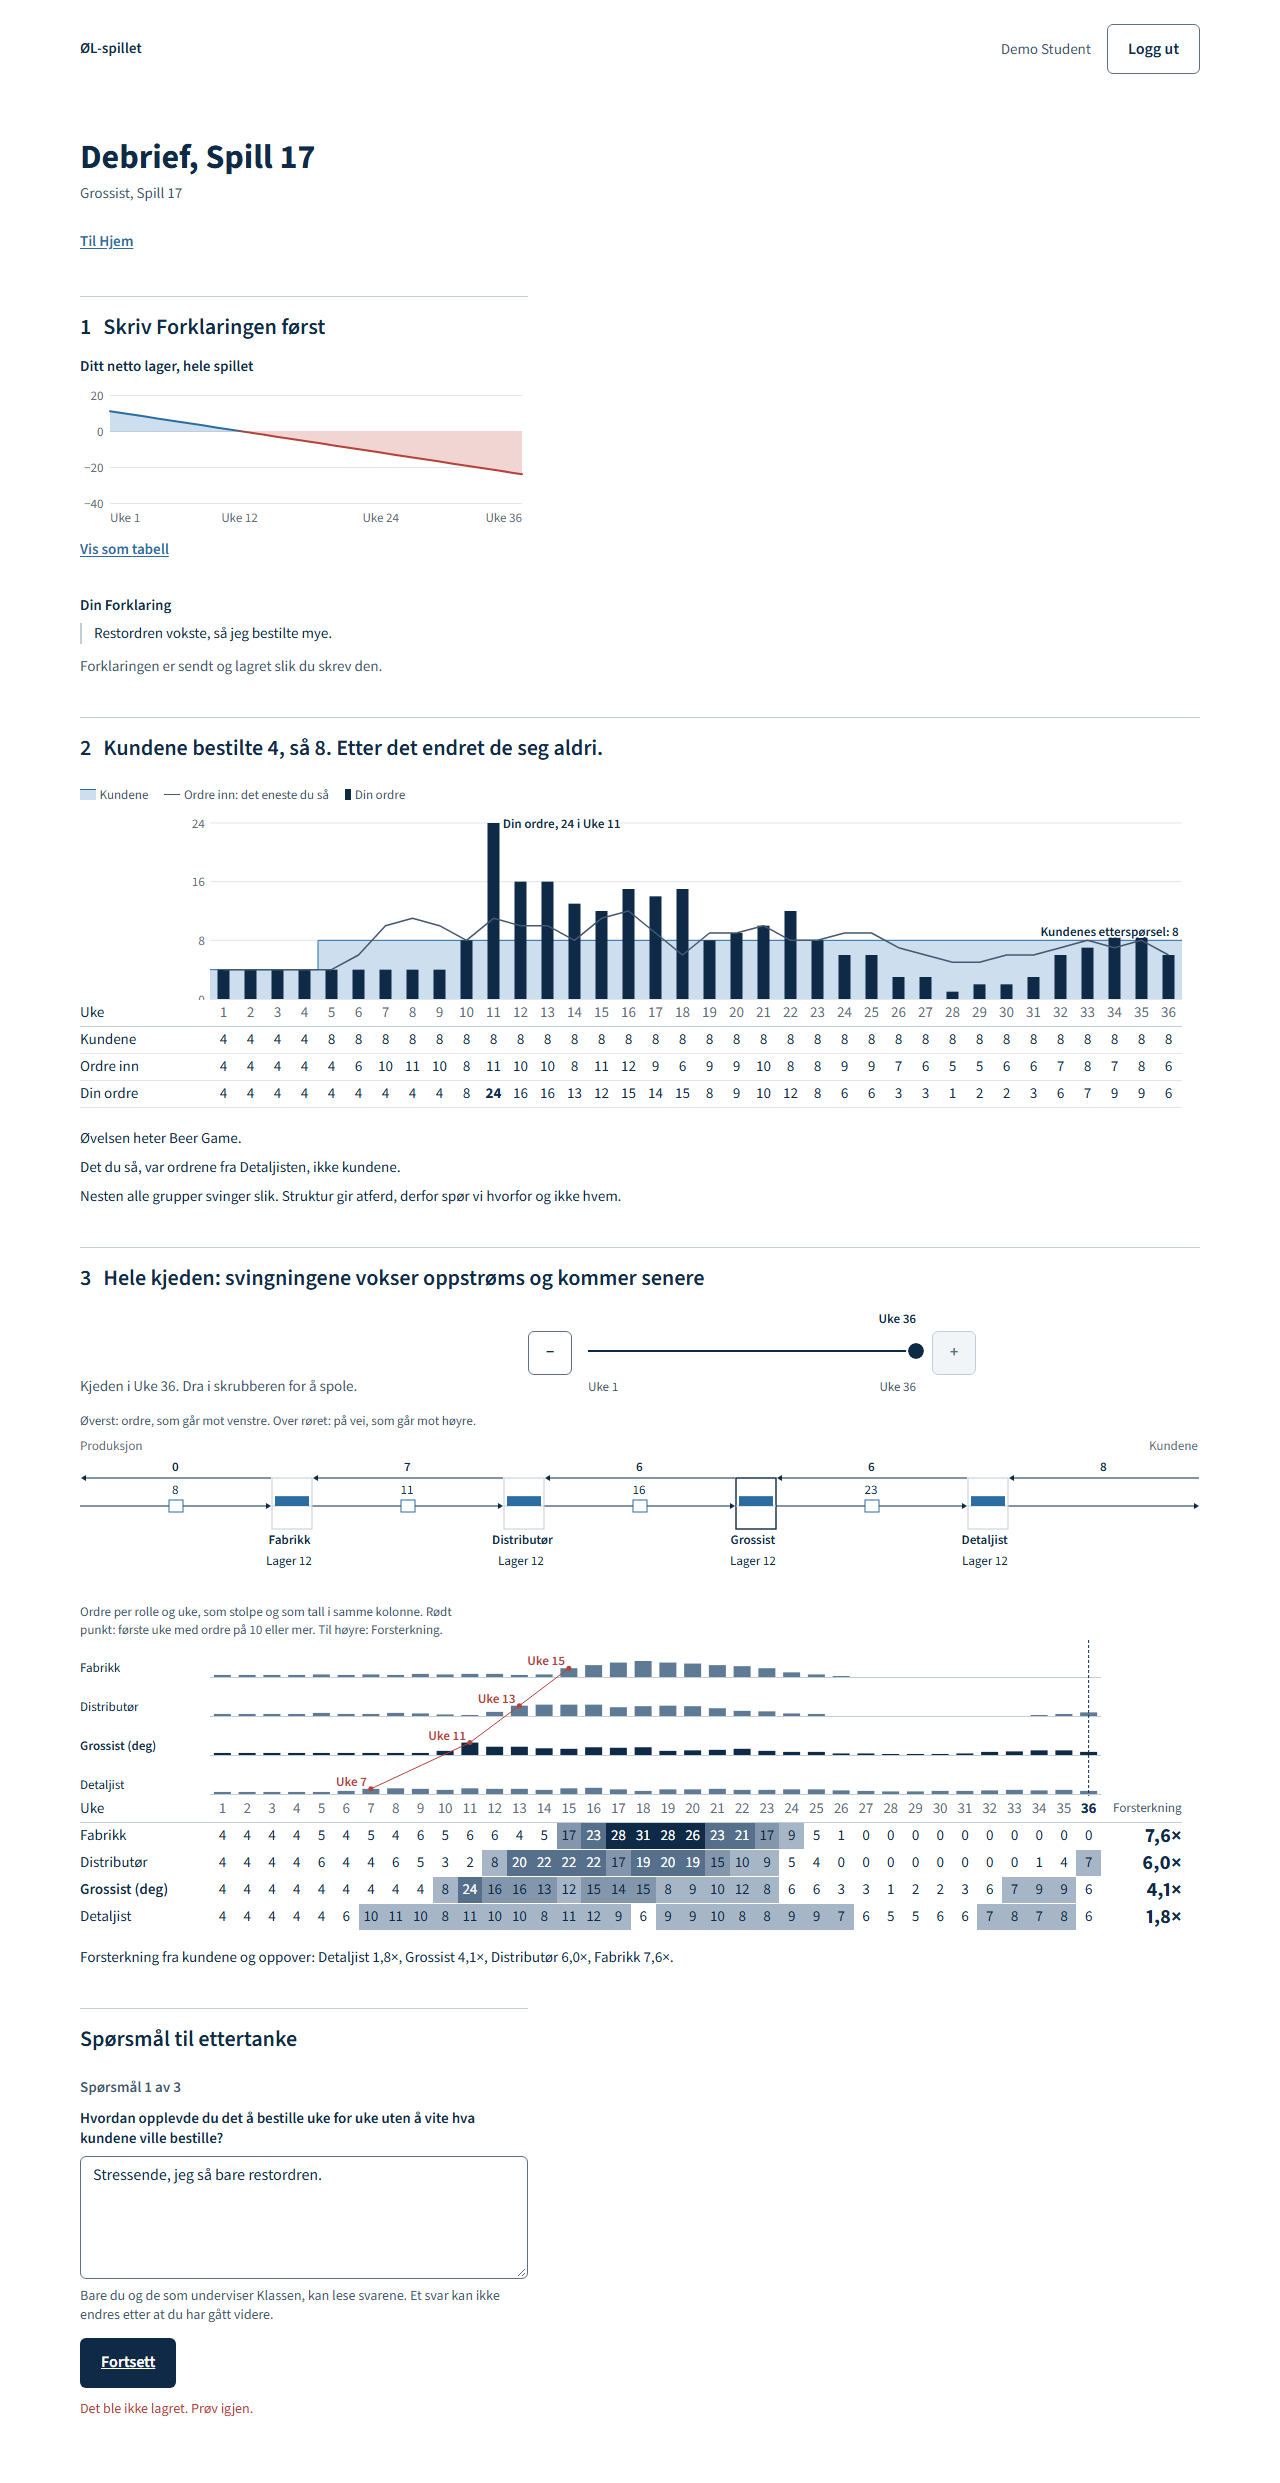 ØL-spillet
Demo Student
Logg ut
Debrief, Spill 17
Grossist, Spill 17
Til Hjem
1 Skriv Forklaringen først
Ditt netto lager, hele spillet
20
0
−20
−40
Uke 1 Uke 12 Uke 24 Uke 36
Vis som tabell
Din Forklaring
Restordren vokste, så jeg bestilte mye.
Forklaringen er sendt og lagret slik du skrev den.
2 Kundene bestilte 4, så 8. Etter det endret de seg aldri.
Kundene Ordre inn: det eneste du så Din ordre
24
Din ordre, 24 i Uke 11
16
Kundenes etterspørsel: 8
8
0
Uke 1 2 3 4 5 6 7 8 9 10 11 12 13 14 15 16 17 18 19 20 21 22 23 24 25 26 27 28 29 30 31 32 33 34 35 36
Kundene 4 4 4 4 8 8 8 8 8 8 8 8 8 8 8 8 8 8 8 8 8 8 8 8 8 8 8 8 8 8 8 8 8 8 8 8
Ordre inn 4 4 4 4 4 6 10 11 10 8 11 10 10 8 11 12 9 6 9 9 10 8 8 9 9 7 6 5 5 6 6 7 8 7 8 6
Din ordre 4 4 4 4 4 4 4 4 4 8 24 16 16 13 12 15 14 15 8 9 10 12 8 6 6 3 3 1 2 2 3 6 7 9 9 6
Øvelsen heter Beer Game.
Det du så, var ordrene fra Detaljisten, ikke kundene.
Nesten alle grupper svinger slik. Struktur gir atferd, derfor spør vi hvorfor og ikke hvem.
3 Hele kjeden: svingningene vokser oppstrøms og kommer senere
Uke 36
− +
Kjeden i Uke 36. Dra i skrubberen for å spole.
Uke 1 Uke 36
Øverst: ordre, som går mot venstre. Over røret: på vei, som går mot høyre.
Produksjon Kundene
0 7 6 6 8
8 11 16 23
Fabrikk Distributør Grossist Detaljist
Lager 12 Lager 12 Lager 12 Lager 12
Ordre per rolle og uke, som stolpe og som tall i samme kolonne. Rødt
punkt: første uke med ordre på 10 eller mer. Til høyre: Forsterkning.
Fabrikk Uke 15
Distributør Uke 13
Grossist (deg) Uke 11
Detaljist Uke 7
Uke 1 2 3 4 5 6 7 8 9 10 11 12 13 14 15 16 17 18 19 20 21 22 23 24 25 26 27 28 29 30 31 32 33 34 35 36 Forsterkning
Fabrikk 4 4 4 4 5 4 5 4 6 5 6 6 4 5 17 23 28 31 28 26 23 21 17 9 5 1 0 0 0 0 0 0 0 0 0 0 7,6×
Distributør 4 4 4 4 6 4 4 6 5 3 2 8 20 22 22 22 17 19 20 19 15 10 9 5 4 0 0 0 0 0 0 0 0 1 4 7 6,0×
Grossist (deg) 4 4 4 4 4 4 4 4 4 8 24 16 16 13 12 15 14 15 8 9 10 12 8 6 6 3 3 1 2 2 3 6 7 9 9 6 4,1×
Detaljist 4 4 4 4 4 6 10 11 10 8 11 10 10 8 11 12 9 6 9 9 10 8 8 9 9 7 6 5 5 6 6 7 8 7 8 6 1,8×
Forsterkning fra kundene og oppover: Detaljist 1,8×, Grossist 4,1×, Distributør 6,0×, Fabrikk 7,6×.
Spørsmål til ettertanke
Spørsmål 1 av 3
Hvordan opplevde du det å bestille uke for uke uten å vite hva
kundene ville bestille?
Stressende, jeg så bare restordren.
Bare du og de som underviser Klassen, kan lese svarene. Et svar kan ikke
endres etter at du har gått videre.
Fortsett
Det ble ikke lagret. Prøv igjen.